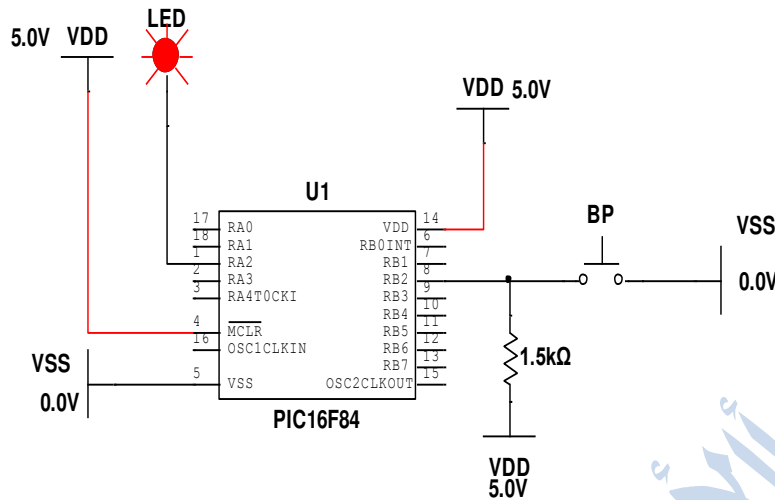 LED
5.0V VDD
VDD 5.0V
U1
BP
VSS
0.0V
17 RA0
18 RA1
1 RA2
2 RA3
3 RA4T0CKI
4 MCLR
16 OSC1CLKIN
5 VSS
VDD 14
RB0INT 6
RB1 7
RB2 8
RB3 9
RB4 10
RB5 11
RB6 12
RB7 13
OSC2CLKOUT 15
VSS
0.0V
1.5kΩ
PIC16F84
VDD
5.0V